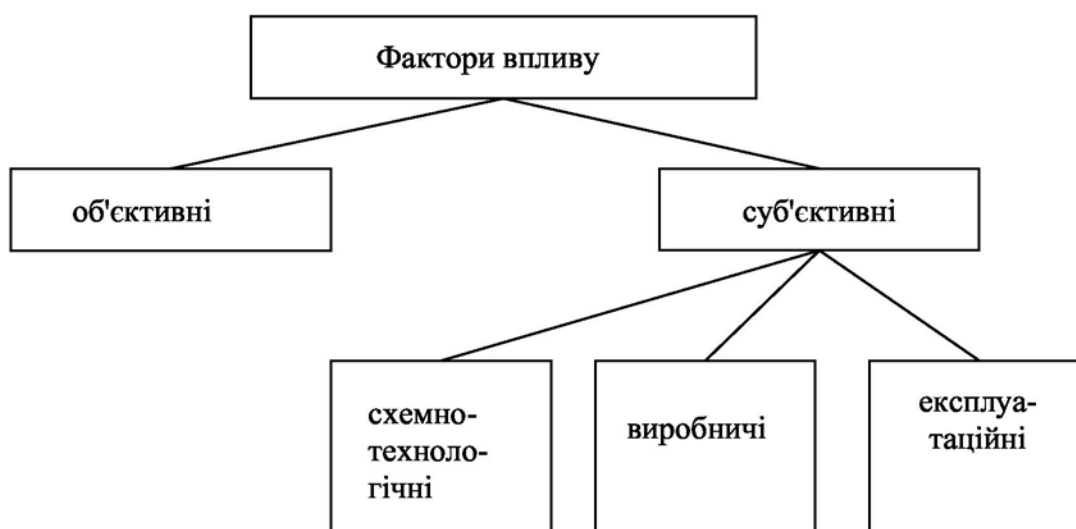 Фактори впливу
об'єктивні
суб'єктивні
схемно-
техноло-
гічні
виробничі
експлуа-
таційні